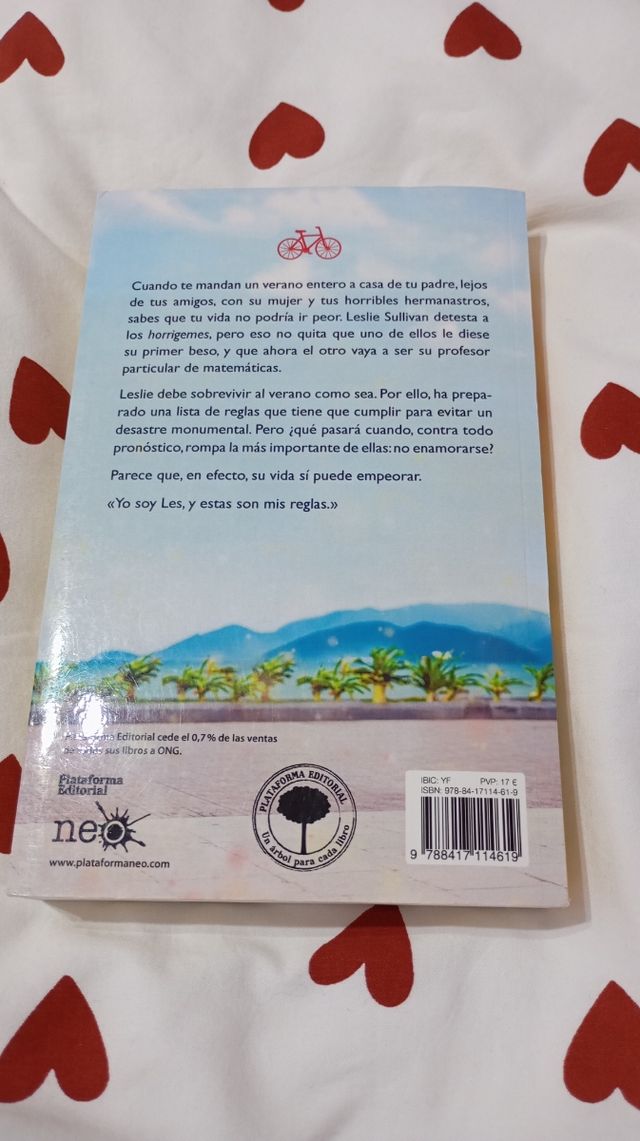 Cuando te mandan un verano entero a casa de tu padre, lejos
de tus amigos, con su mujer y tus horribles hermanastros,
sabes que tu vida no podría ir peor. Leslie Sullivan detesta a
los horrigemes, pero eso no quita que uno de ellos le diese
su primer beso, y que ahora el otro vaya a ser su profesor
particular de matemáticas.
Leslie debe sobrevivir al verano como sea. Por ello, ha prepa-
rado una lista de reglas que tiene que cumplir para evitar un
desastre monumental. Pero ¿qué pasará cuando, contra todo
pronóstico, rompa la más importante de ellas: no enamorarse?
Parece que, en efecto, su vida sí puede empeorar.
«Yo soy Les, y estas son mis reglas.»
Editorial cede el 0,7 % de las ventas
sus libros a ONG.
Plataforma
Editorial
neo
www.plataformaneo.com
PLATAFORMA EDITORIAL
Un árbol para cada libro
IBIC: YF PVP: 17 €
ISBN: 978-84-17114-61-9
9 788417 114619